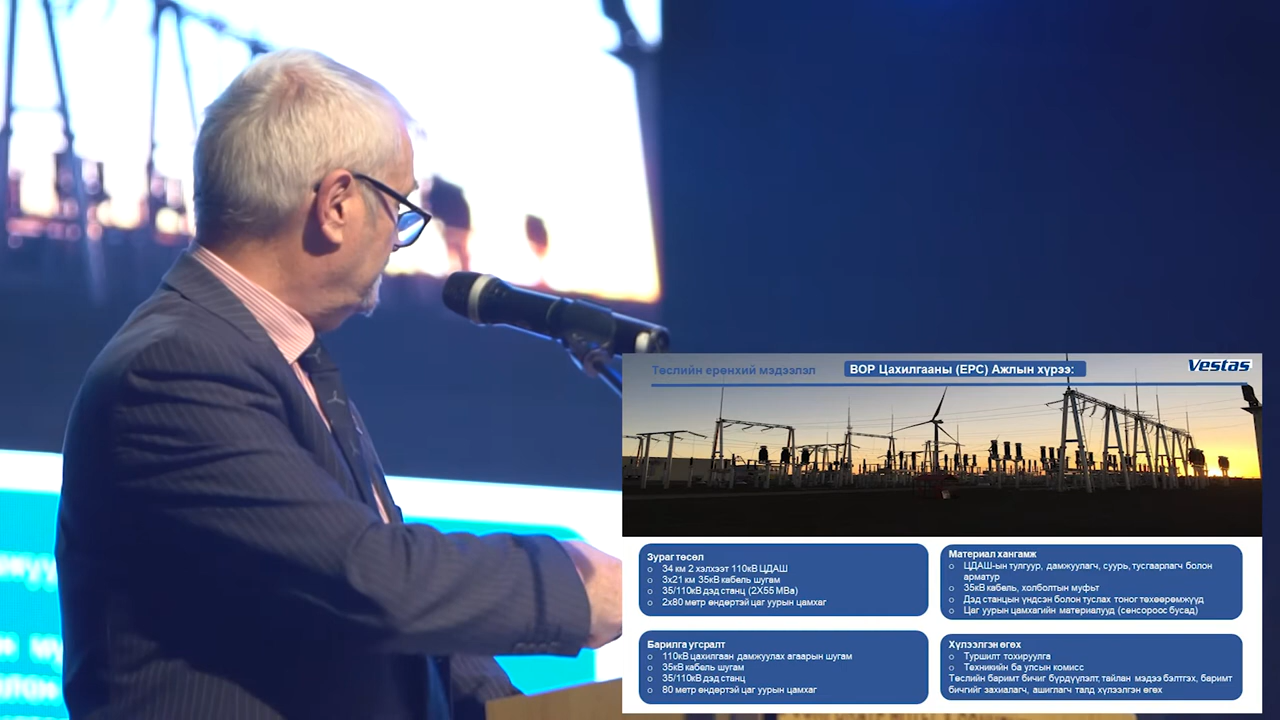 Төслийн ерөнхий мэдээлэл
ВОР Цахилгааны (EPC) Ажлын хүрээ:
Vestas
Зураг төсөл
o 34 км 2 хэлхээт 110кВ ЦДАШ
o 3x21 км 35кВ кабель шугам
o 35/110кВ дэд станц (2X55 МВа)
o 2x80 метр өндөртэй цаг уурын цамхаг
Материал хангамж
o ЦДАШ-ын тулгуур, дамжуулагч, суурь, тусгаарлагч болон
арматур
o 35кВ кабель, холболтын муфьт
o Дэд станцын үндсэн болон туслах тоног төхөөрөмжүүд
o Цаг уурын цамхагийн материалууд (сенсороос бусад)
Барилга угсралт
o 110кВ цахилгаан дамжуулах агаарын шугам
o 35кВ кабель шугам
o 35/110кВ дэд станц
o 80 метр өндөртэй цаг уурын цамхаг
Хүлээлгэн өгөх
o Туршилт тохируулга
o Техникийн ба улсын комисс
Төслийн баримт бичиг бүрдүүлэлт, тайлан мэдээ бэлтгэх, баримт
бичгийг захиалагч, ашиглагч талд хүлээлгэн өгөх